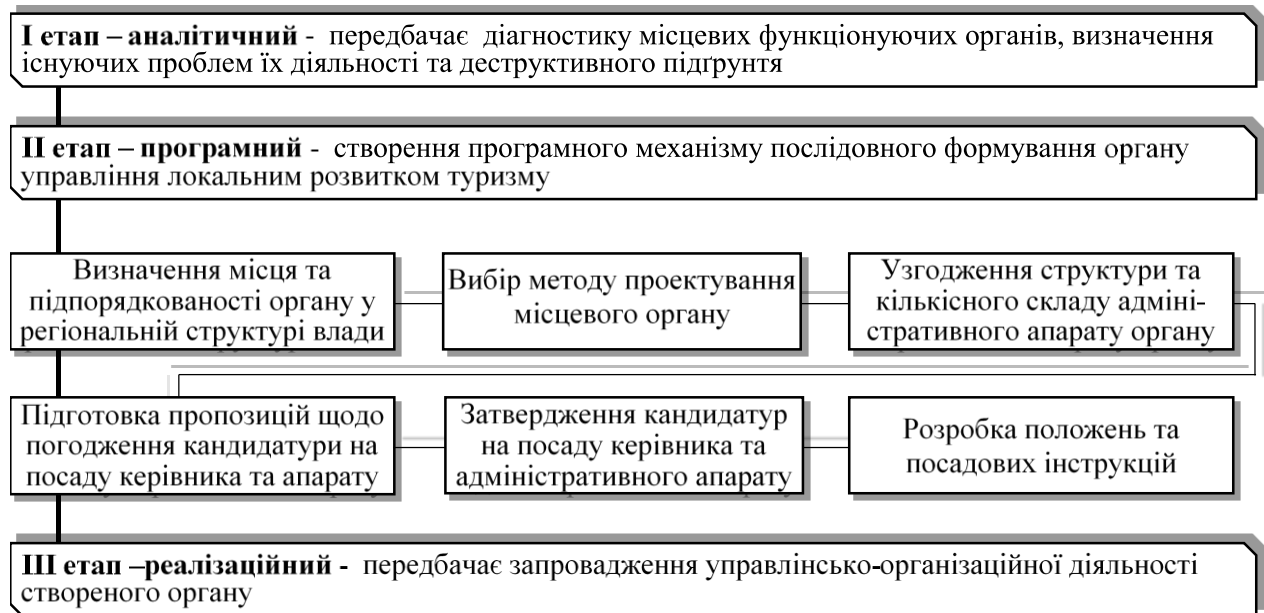 І етап – аналітичний - передбачає діагностику місцевих функціонуючих органів, визначення
існуючих проблем їх діяльності та деструктивного підґрунтя
ІІ етап – програмний - створення програмного механізму послідовного формування органу
управління локальним розвитком туризму
Визначення місця та
підпорядкованості органу у
регіональній структурі влади
Вибір методу проектування
місцевого органу
Узгодження структури та
кількісного складу адміні-
стративного апарату органу
Підготовка пропозицій щодо
погодження кандидатури на
посаду керівника та апарату
Затвердження кандидатур
на посаду керівника та
адміністративного апарату
Розробка положень та
посадових інструкцій
ІІІ етап –реалізаційний - передбачає запровадження управлінсько-організаційної діяльності
створеного органу